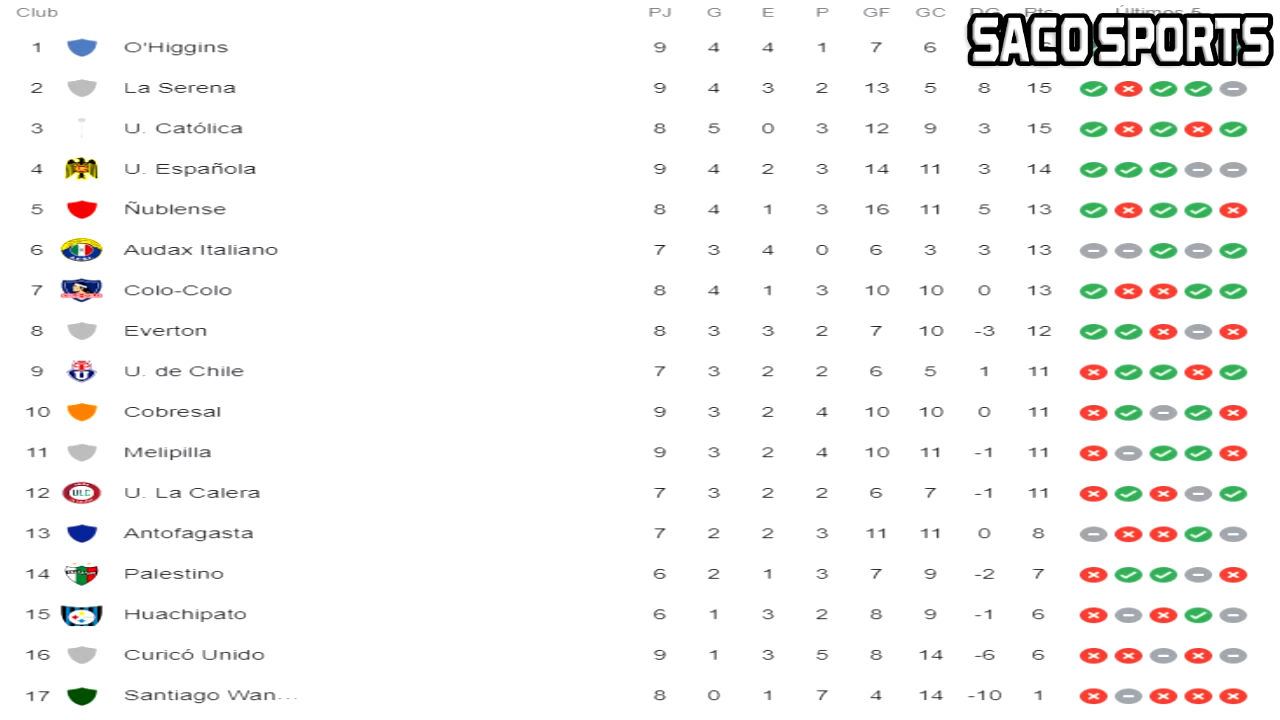 Club PJ G E P GF GC DG Pts Últimos 5
SACO SPORTS
1 O'Higgins 9 4 4 1 7 6
2 La Serena 9 4 3 2 13 5 8 15
3 U. Católica 8 5 0 3 12 9 3 15
4 U. Española 9 4 2 3 14 11 3 14
5 Ñublense 8 4 1 3 16 11 5 13
6 Audax Italiano 7 3 4 0 6 3 3 13
7 Colo-Colo 8 4 1 3 10 10 0 13
8 Everton 8 3 3 2 7 10 -3 12
9 U. de Chile 7 3 2 2 6 5 1 11
10 Cobresal 9 3 2 4 10 10 0 11
11 Melipilla 9 3 2 4 10 11 -1 11
12 U. La Calera 7 3 2 2 6 7 -1 11
13 Antofagasta 7 2 2 3 11 11 0 8
14 Palestino 6 2 1 3 7 9 -2 7
15 Huachipato 6 1 3 2 8 9 -1 6
16 Curicó Unido 9 1 3 5 8 14 -6 6
17 Santiago Wan... 8 0 1 7 4 14 -10 1